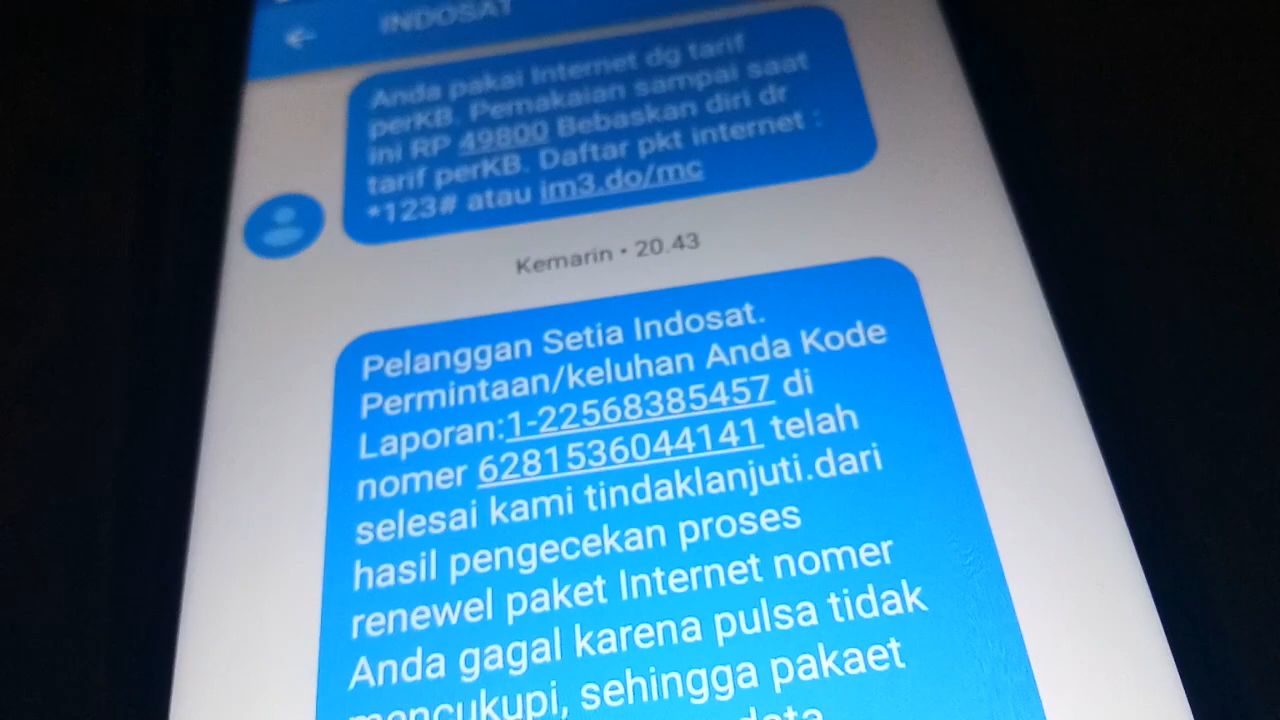 INDOSAT
Anda pakai Internet dg tarif
perKB. Pemakaian sampai saat
ini RP 49800 Bebaskan diri dr
tarif perKB. Daftar pkt internet :
*123# atau im3.do/mc
Kemarin • 20.43
Pelanggan Setia Indosat.
Permintaan/keluhan Anda Kode
Laporan:1-22568385457 di
nomer 6281536044141 telah
selesai kami tindaklanjuti.dari
hasil pengecekan proses
renewel paket Internet nomer
Anda gagal karena pulsa tidak
mencukupi, sehingga pakaet
data